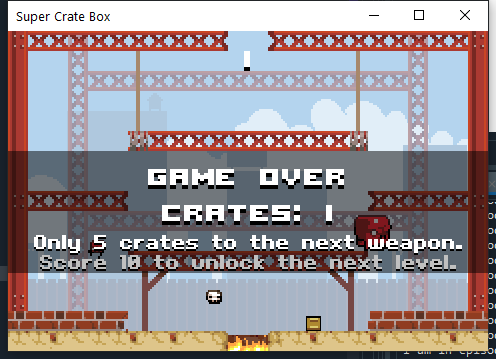 Super Crate Box
GAME OVER
CRATES: 1
Only 5 crates to the next weapon.
Score 10 to unlock the next level.